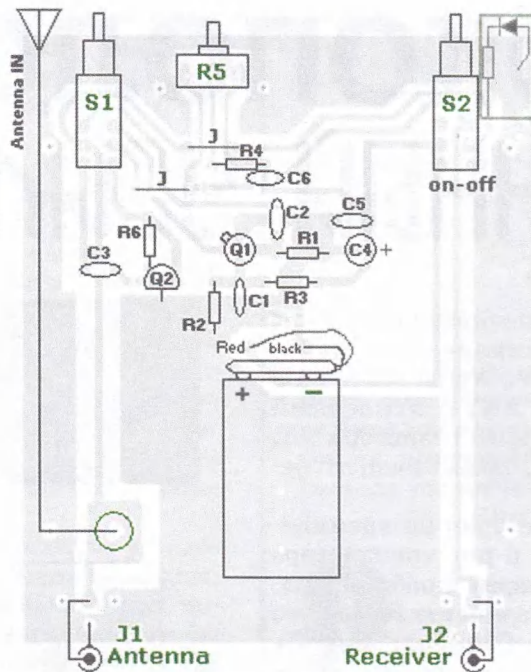 Antenna IN
S1
R5
S2
on-off
J
R4
J
C6
C2
C5
R6
Q1
R1
C4
+
C3
Q2
C1
R3
R2
Red
black
+
−
J1
Antenna
J2
Receiver